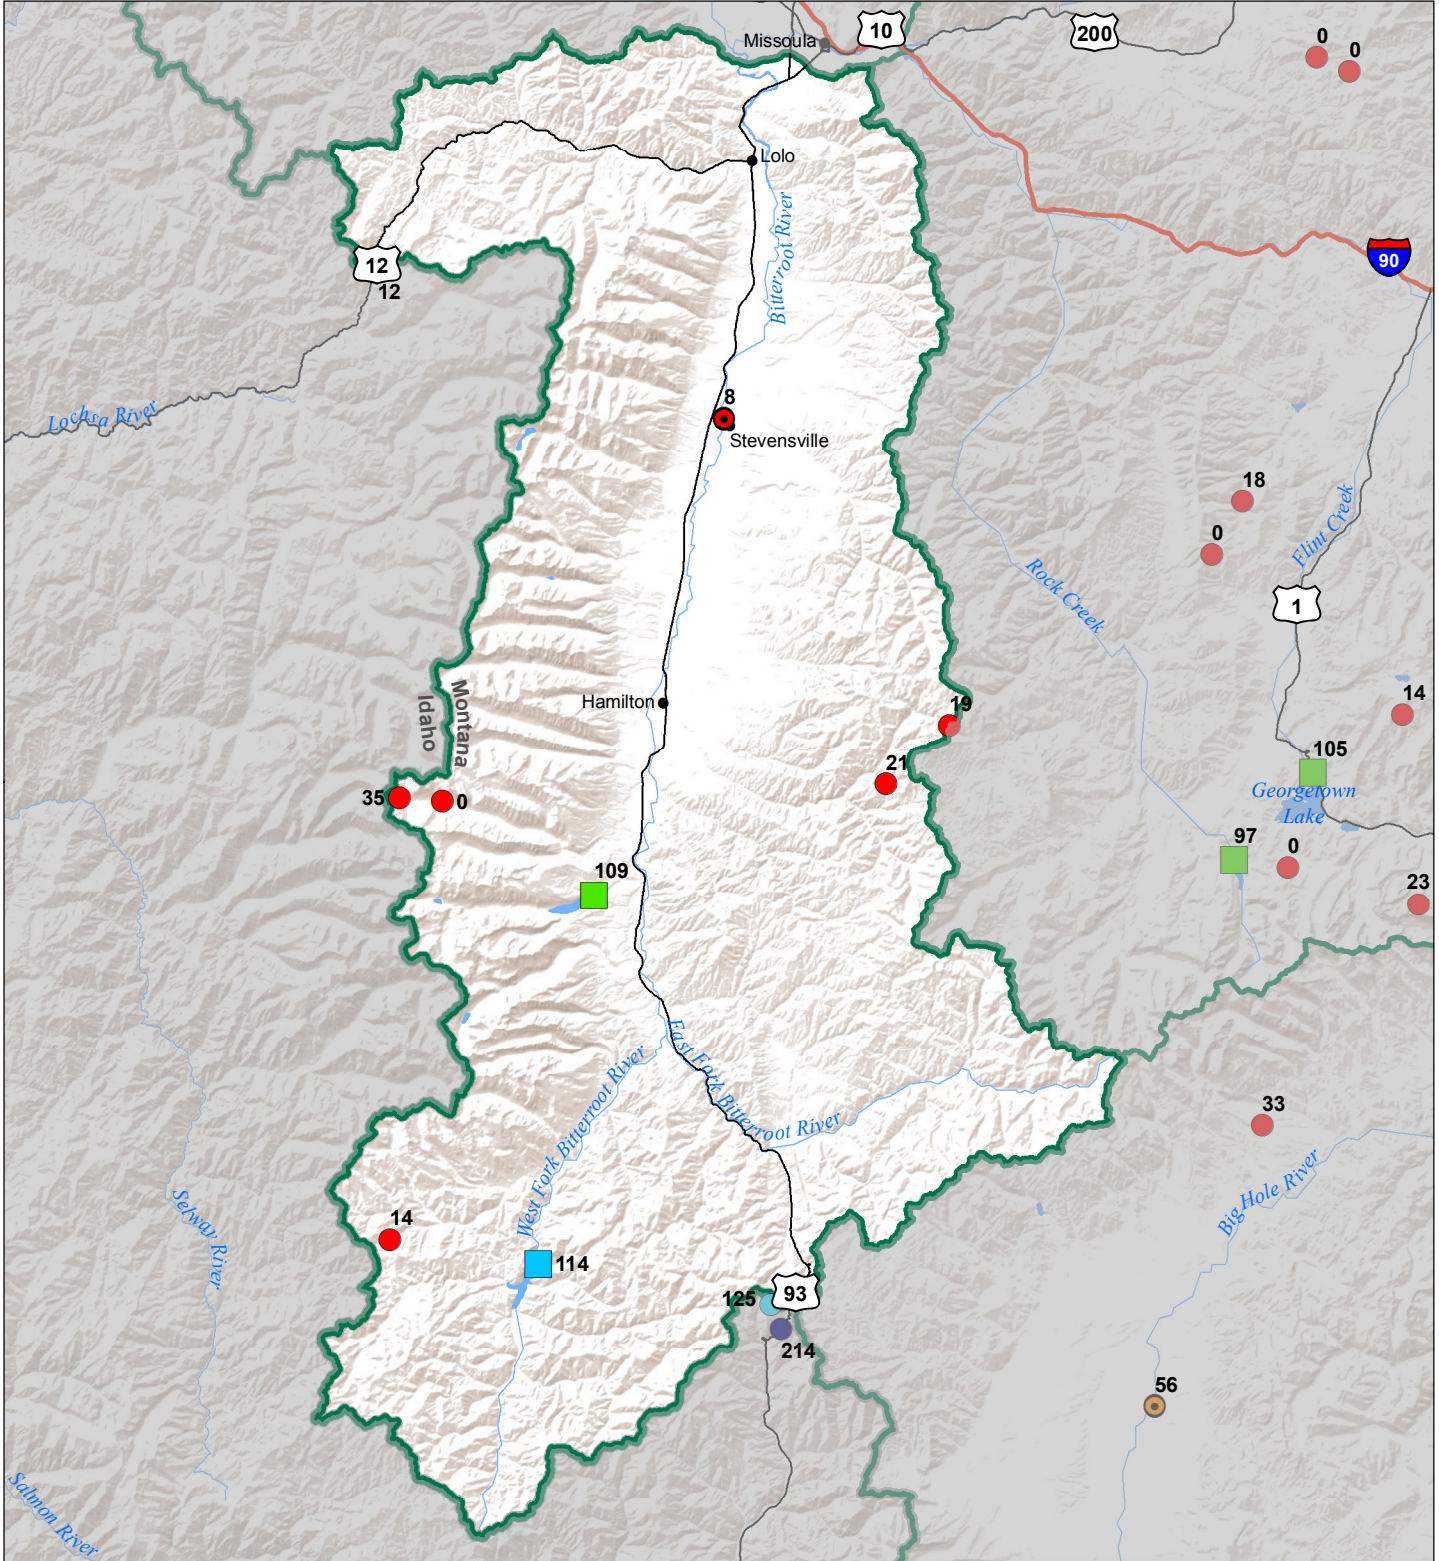 Missoula
10
200
0
0
Lolo
Bitterroot River
12
12
90
Lochsa River
8
Stevensville
18
0
Flint Creek
Rock Creek
1
Montana
Idaho
Hamilton
19
14
21
105
Georgetown
Lake
35
0
97
0
109
23
East Fork Bitterroot River
West Fork Bitterroot River
33
Big Hole River
Selway River
14
114
125
93
214
56
Salmon River